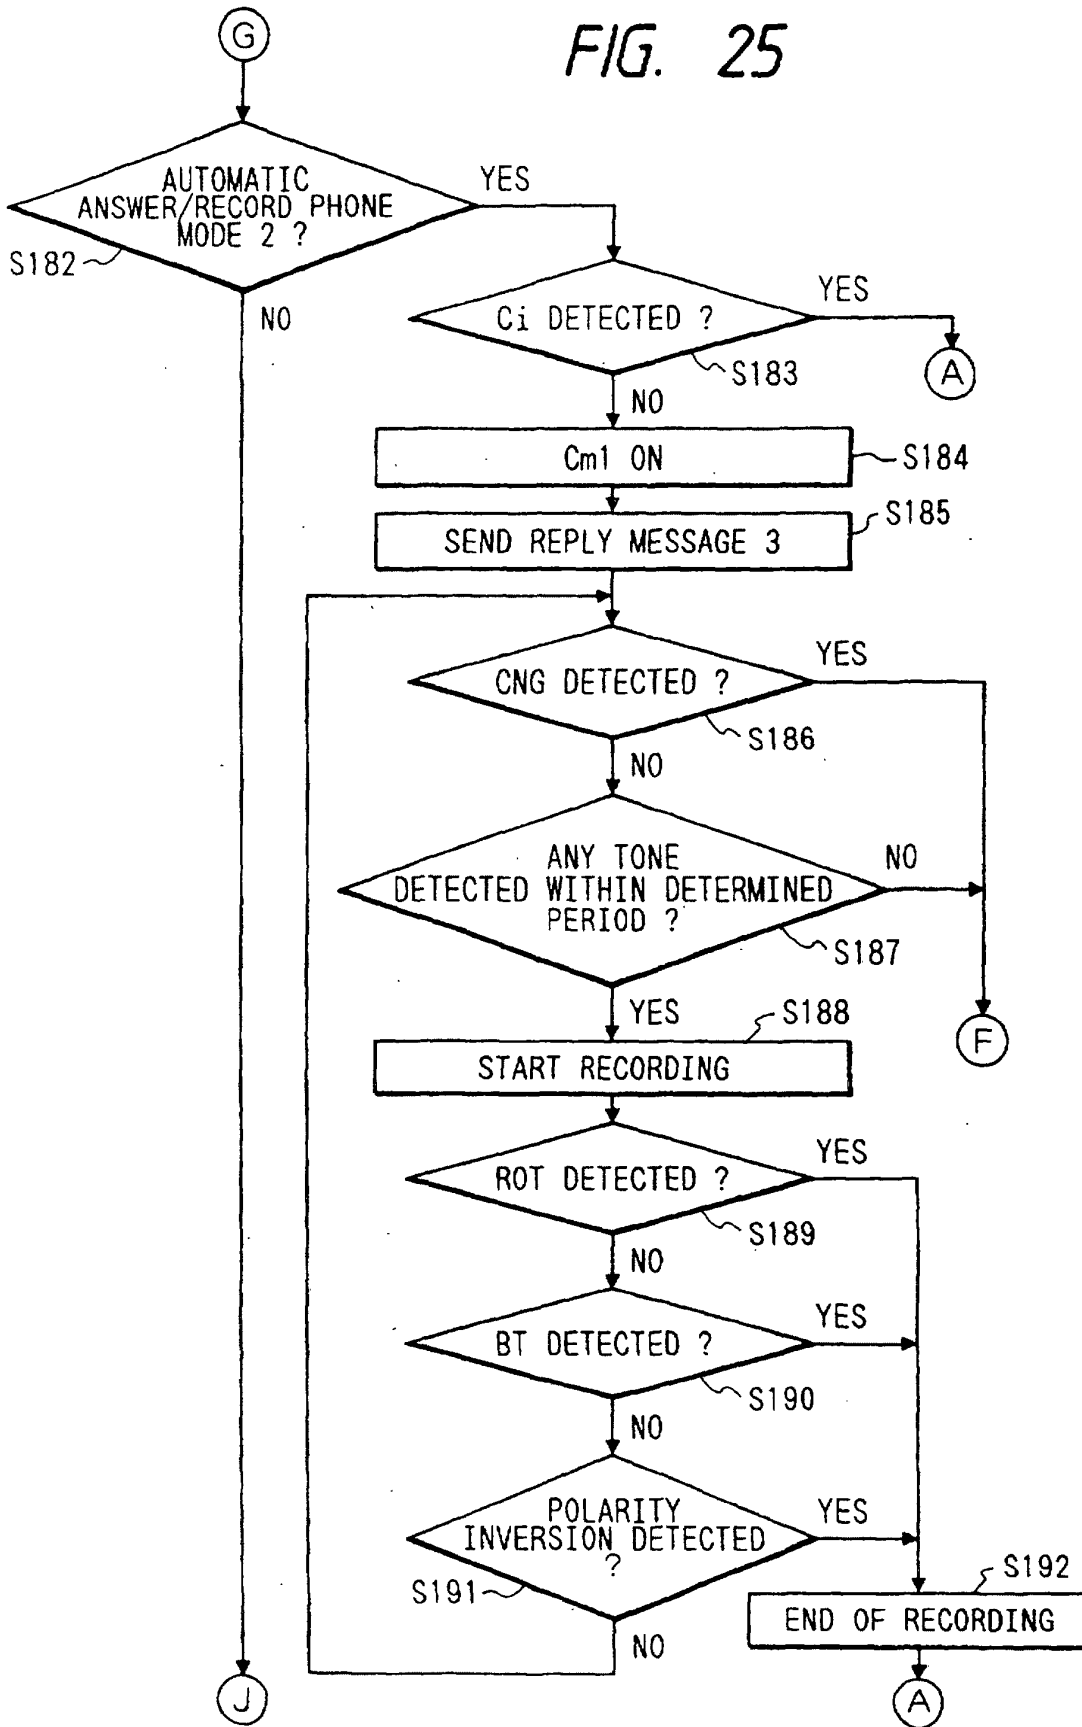 G
FIG. 25
AUTOMATIC
ANSWER/RECORD PHONE
MODE 2 ?
S182
YES
NO
Ci DETECTED ?
S183
YES
A
NO
Cm1 ON
S184
SEND REPLY MESSAGE 3
S185
CNG DETECTED ?
S186
YES
NO
ANY TONE
DETECTED WITHIN DETERMINED
PERIOD ?
S187
NO
YES
F
START RECORDING
S188
ROT DETECTED ?
S189
YES
NO
BT DETECTED ?
S190
YES
NO
POLARITY
INVERSION DETECTED
?
S191
YES
NO
END OF RECORDING
S192
J
A